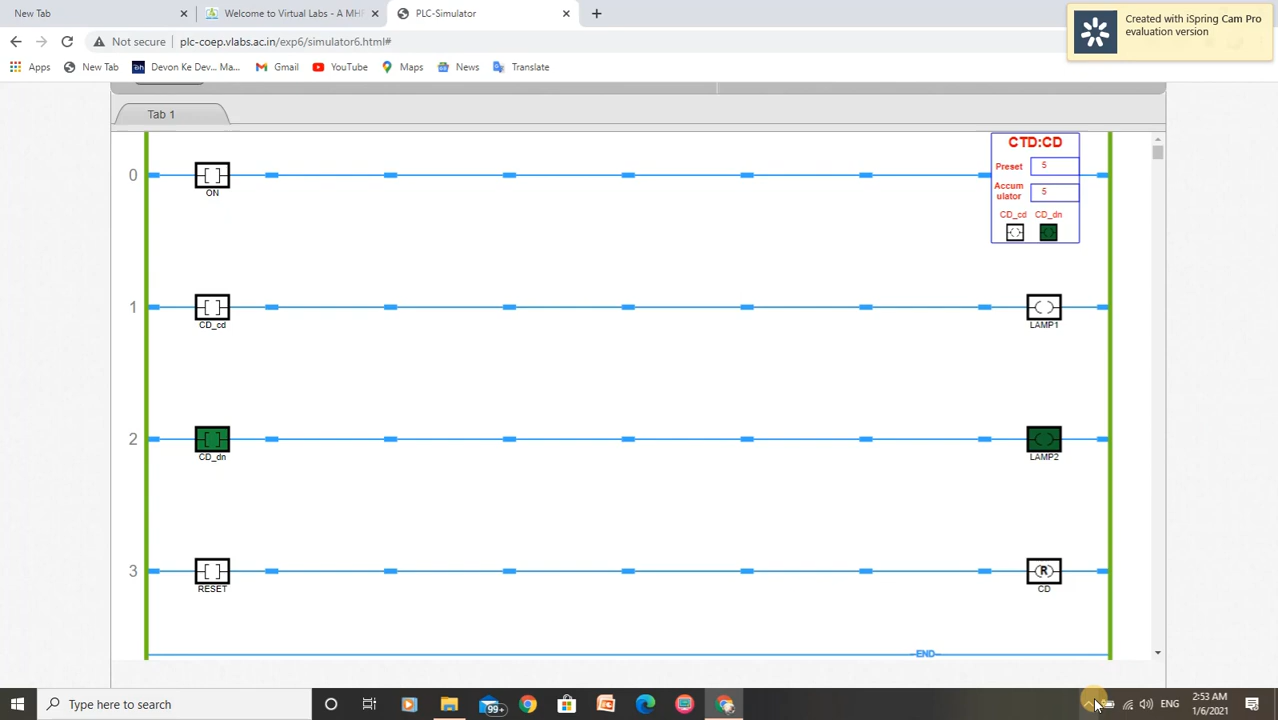 New Tab
Welcome to Virtual Labs - A MHR
PLC-Simulator
Created with iSpring Cam Pro
evaluation version
Not secure
plc-coep.vlabs.ac.in/exp6/simulator6.html#
Apps
New Tab
Devon Ke Dev... Ma...
Gmail
YouTube
Maps
News
Translate
Tab 1
0
ON
CTD:CD
Preset
5
Accum
ulator
5
CD_cd
CD_dn
1
CD_cd
LAMP1
2
CD_dn
LAMP2
3
RESET
R
CD
END
Type here to search
99+
ENG
2:53 AM
1/6/2021